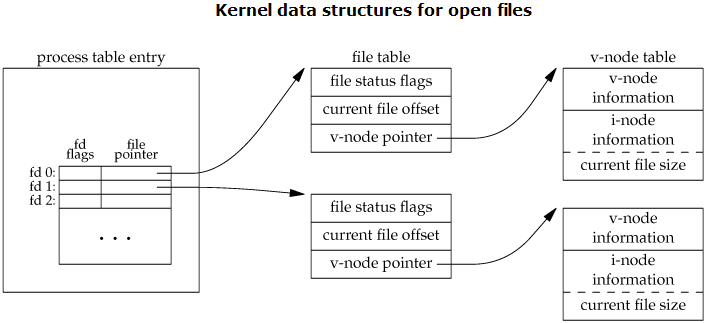 Kernel data structures for open files
process table entry
fd
flags
file
pointer
fd 0:
fd 1:
fd 2:
. . .
file table
file status flags
current file offset
v-node pointer
file status flags
current file offset
v-node pointer
v-node table
v-node
information
i-node
information
current file size
v-node
information
i-node
information
current file size